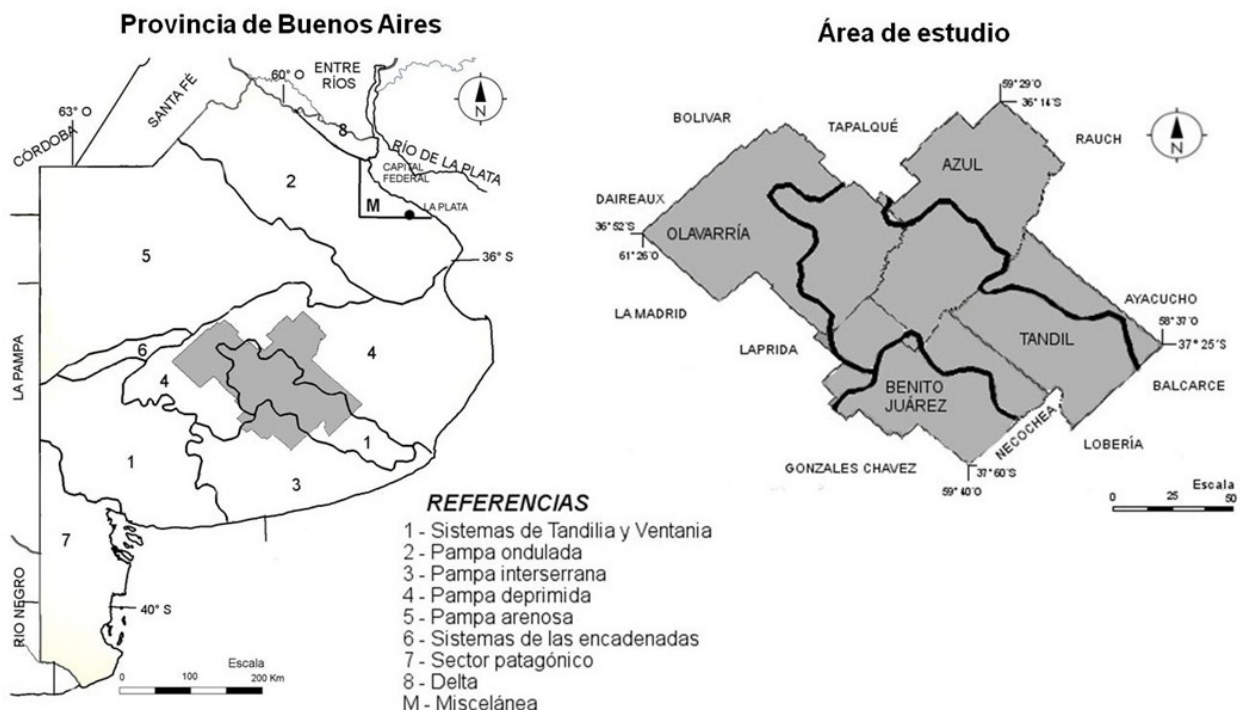 Provincia de Buenos Aires
ENTRE
RÍOS
60° O
N
SANTA FÉ
63° O
CÓRDOBA
8
RÍO DE LA PLATA
CAPITAL
FEDERAL
2
M
LA PLATA
5
36° S
LA PAMPA
6
4
4
1
1
3
7
RIO NEGRO
40° S
Escala
0 100 200 Km
REFERENCIAS
1 - Sistemas de Tandilia y Ventania
2 - Pampa ondulada
3 - Pampa interserrana
4 - Pampa deprimida
5 - Pampa arenosa
6 - Sistemas de las encadenadas
7 - Sector patagónico
8 - Delta
M - Miscelánea
Área de estudio
59° 29'O
36° 14'S
BOLIVAR
TAPALQUÉ
RAUCH
N
AZUL
DAIREAUX
36° 52'S
61° 26'O
OLAVARRÍA
LA MADRID
AYACUCHO
58° 37'O
37° 25'S
TANDIL
LAPRIDA
BALCARCE
BENITO
JUÁREZ
NECOCHEA
LOBERÍA
GONZALES CHAVEZ
37° 60'S
59° 40'O
Escala
0 25 50